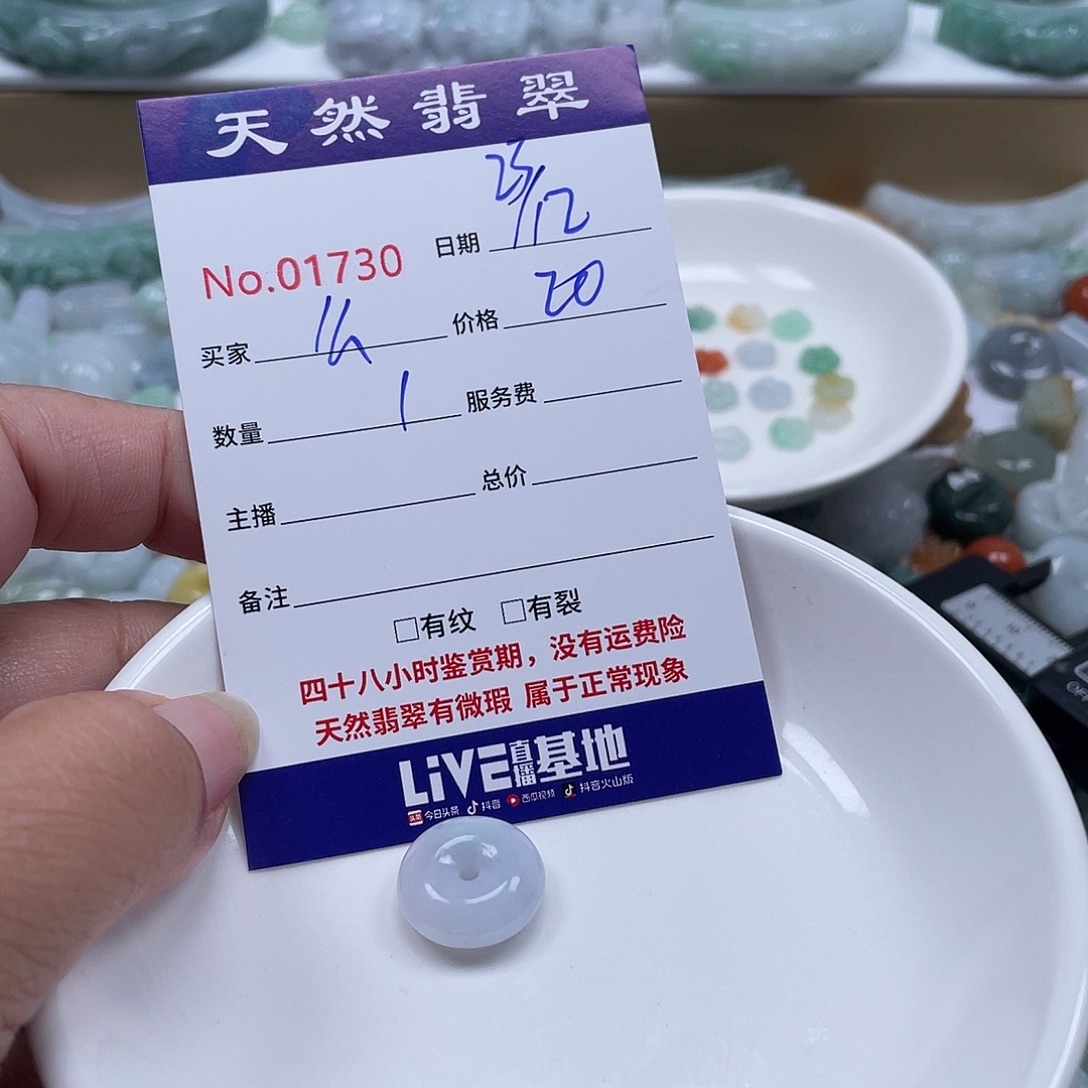 天然翡翠
日期 25/12
No.01730
买家 价格 20
数量 1 服务费
主播 总价
备注
□有纹 □有裂
四十八小时鉴赏期，没有运费险
天然翡翠有微瑕 属于正常现象
LiVE直播基地
头条 今日头条 抖音 西瓜视频 抖音火山版